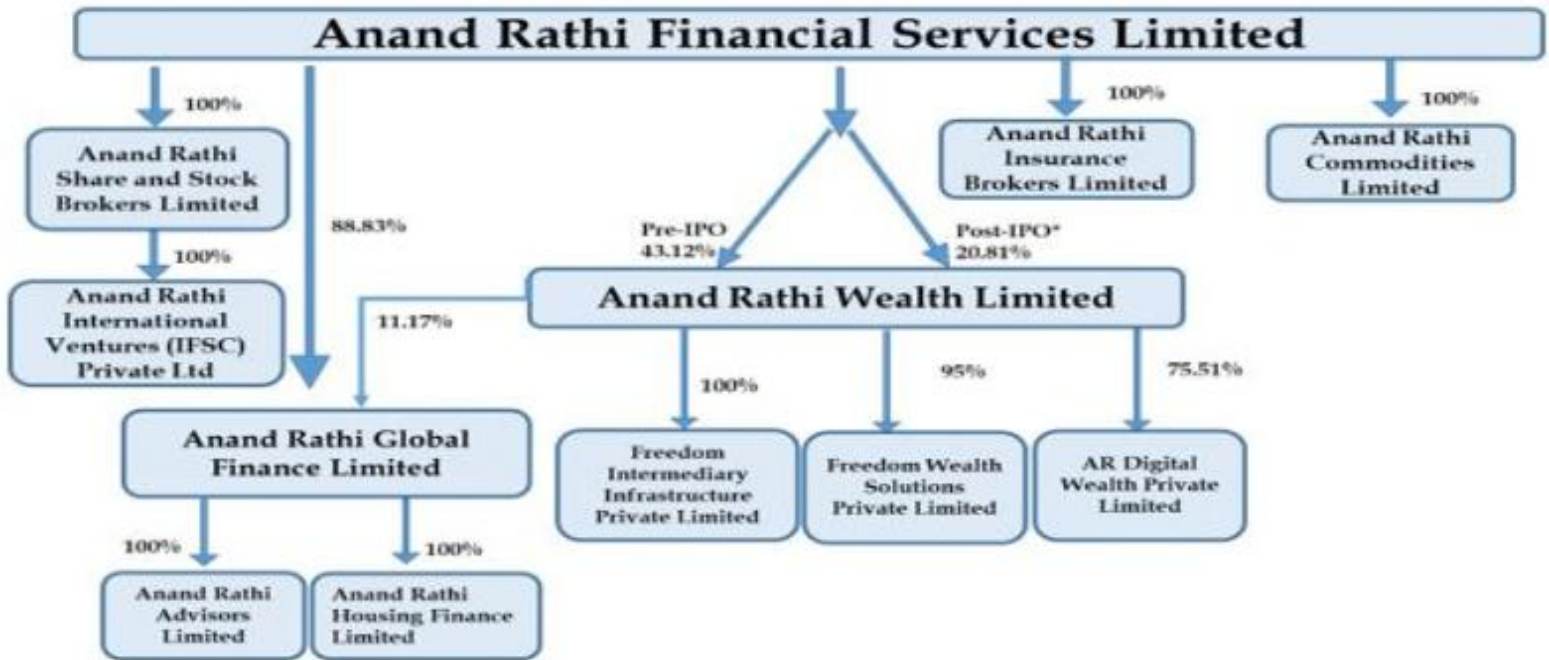 Anand Rathi Financial Services Limited
100%
100%
100%
Anand Rathi
Share and Stock
Brokers Limited
88.83%
Anand Rathi
Insurance
Brokers Limited
Anand Rathi
Commodities
Limited
100%
Pre-IPO
43.12%
Post-IPO*
20.81%
Anand Rathi
International
Ventures (IFSC)
Private Ltd
Anand Rathi Wealth Limited
11.17%
100%
95%
75.51%
Anand Rathi Global
Finance Limited
Freedom
Intermediary
Infrastructure
Private Limited
Freedom Wealth
Solutions
Private Limited
AR Digital
Wealth Private
Limited
100%
100%
Anand Rathi
Advisors
Limited
Anand Rathi
Housing Finance
Limited